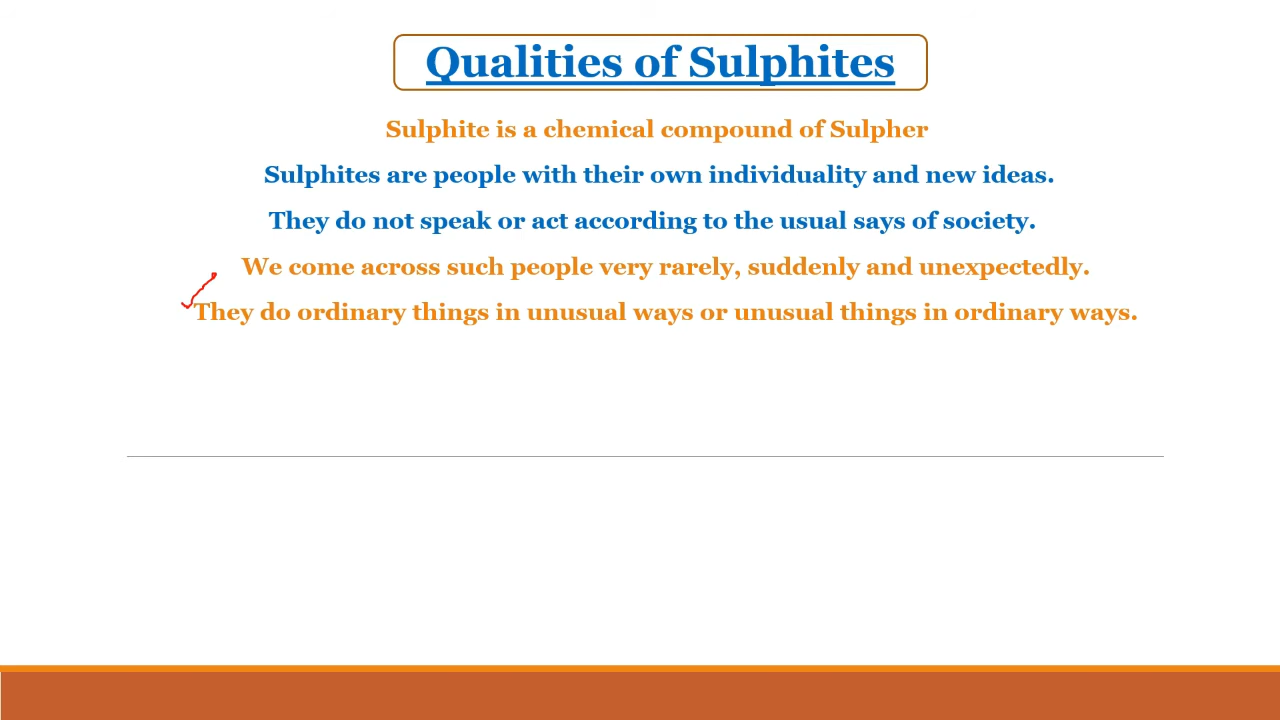 Qualities of Sulphites
Sulphite is a chemical compound of Sulpher
Sulphites are people with their own individuality and new ideas.
They do not speak or act according to the usual says of society.
We come across such people very rarely, suddenly and unexpectedly.
They do ordinary things in unusual ways or unusual things in ordinary ways.